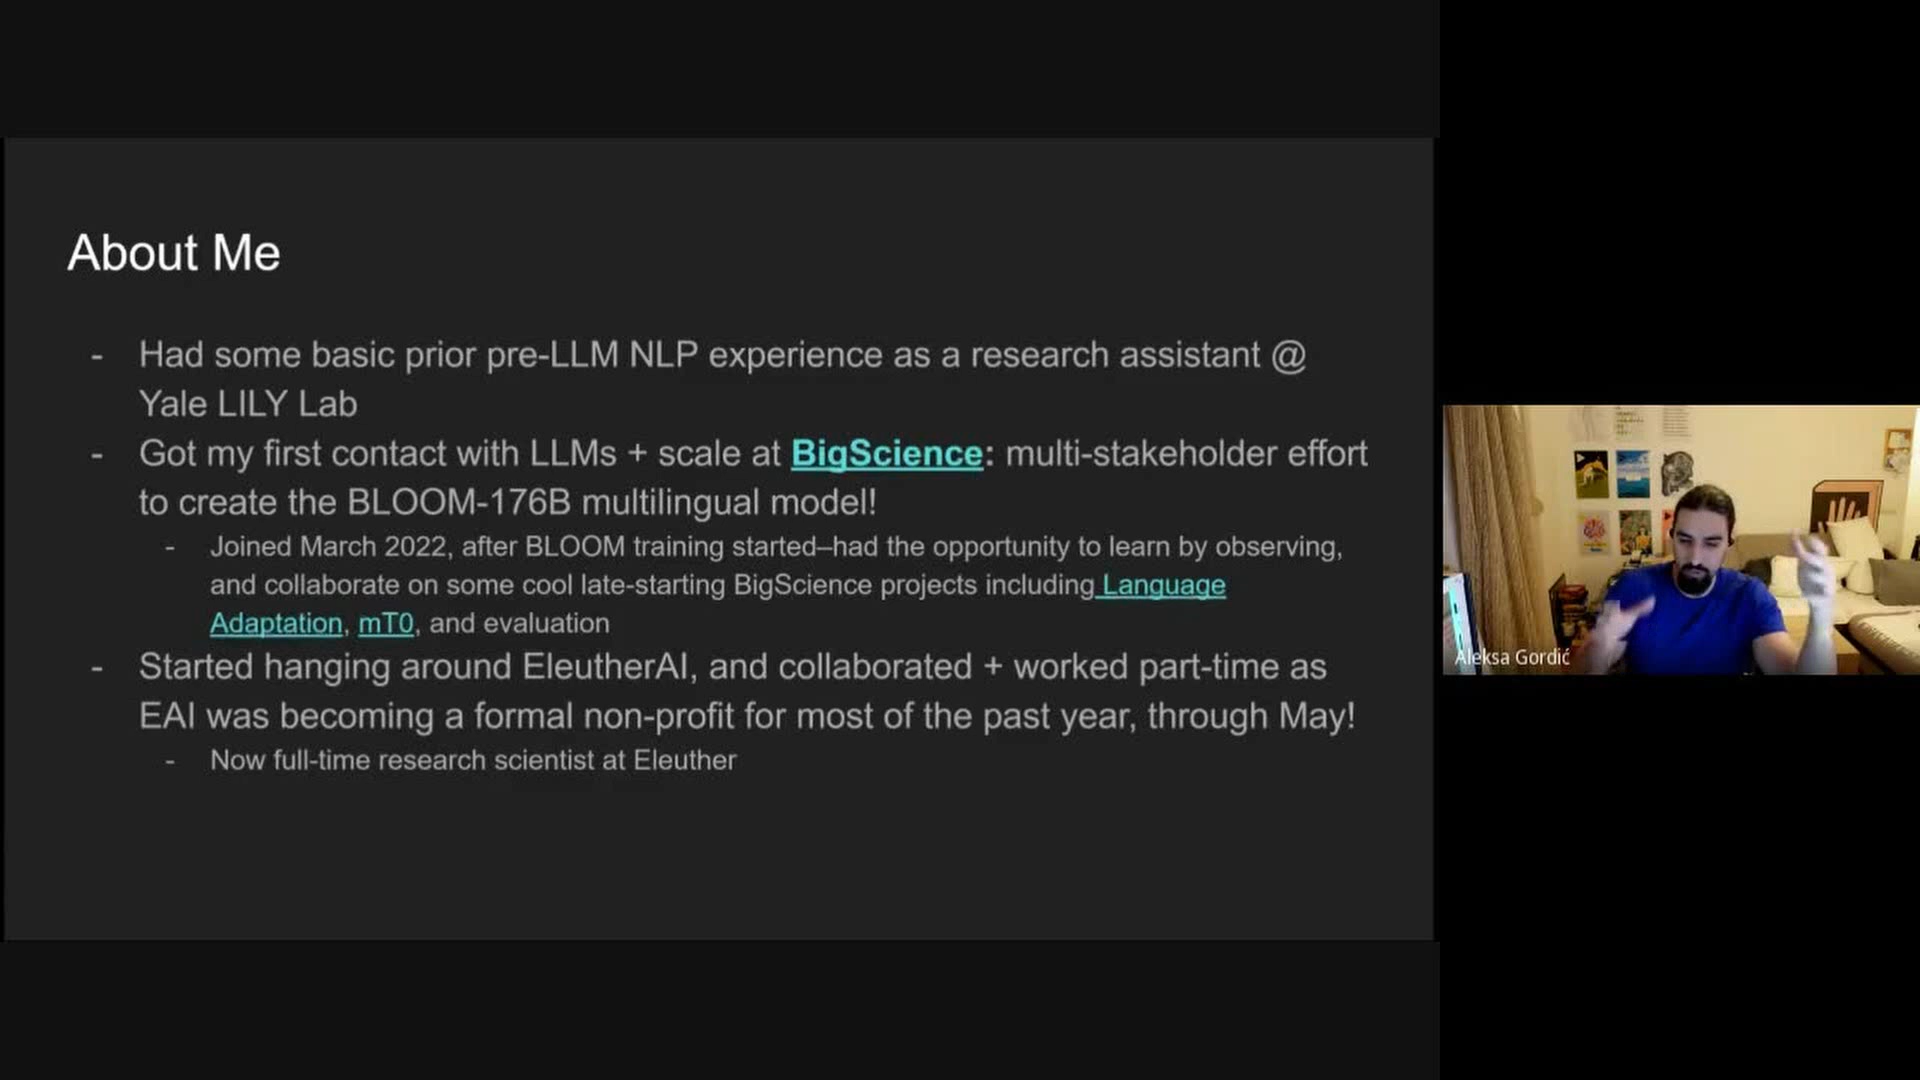 About Me
- Had some basic prior pre-LLM NLP experience as a research assistant @
Yale LILY Lab
- Got my first contact with LLMs + scale at BigScience: multi-stakeholder effort
to create the BLOOM-176B multilingual model!
- Joined March 2022, after BLOOM training started–had the opportunity to learn by observing,
and collaborate on some cool late-starting BigScience projects including Language
Adaptation, mT0, and evaluation
- Started hanging around EleutherAI, and collaborated + worked part-time as
EAI was becoming a formal non-profit for most of the past year, through May!
- Now full-time research scientist at Eleuther
Aleksa Gordić